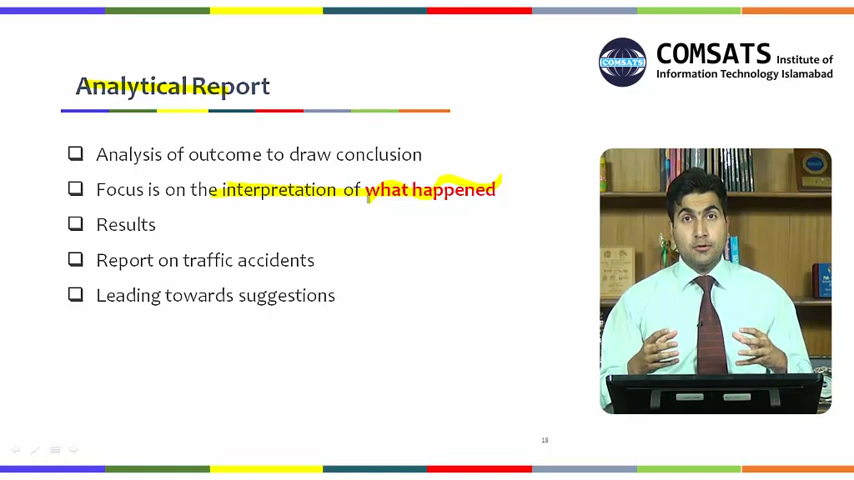 COMSATS Institute of
Information Technology Islamabad
COMSATS
Analytical Report
Analysis of outcome to draw conclusion
Focus is on the interpretation of what happened
Results
Report on traffic accidents
Leading towards suggestions
18